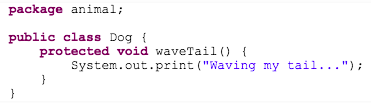 package animal;

public class Dog {
    protected void waveTail() {
        System.out.print("Waving my tail...");
    }
}